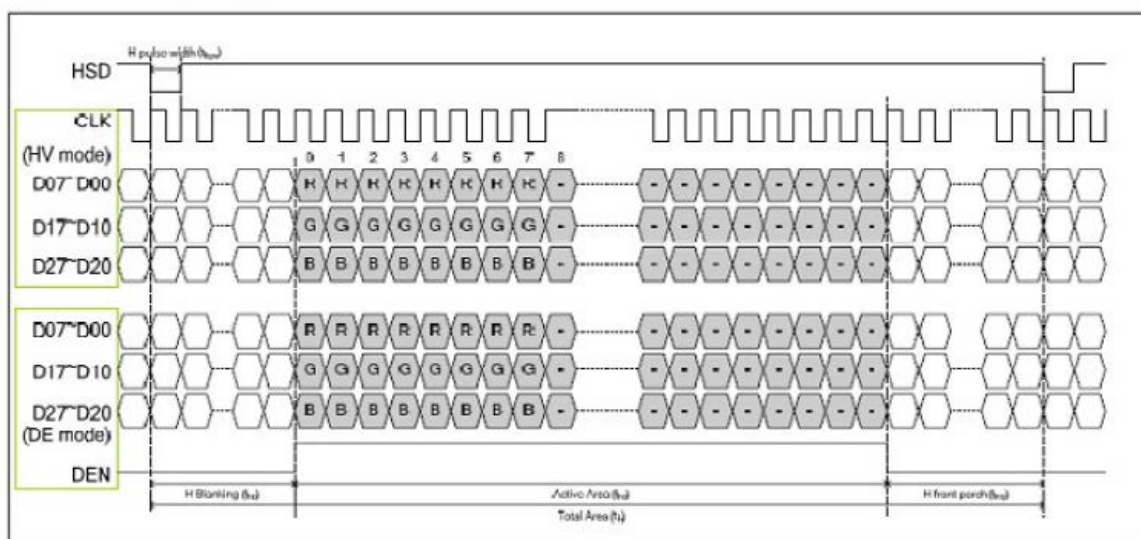 H pulse width (thpw)
HSD
CLK
(HV mode)
0 1 2 3 4 5 6 7 8
D07~D00 R R R R R R R R - - - - - - - - -
D17~D10 G G G G G G G G - - - - - - - - -
D27~D20 B B B B B B B B - - - - - - - - -
D07~D00 R R R R R R R R - - - - - - - - -
D17~D10 G G G G G G G G - - - - - - - - -
D27~D20 B B B B B B B B - - - - - - - - -
(DE mode)
DEN
H Blanking Active Area H front porch
Total Area